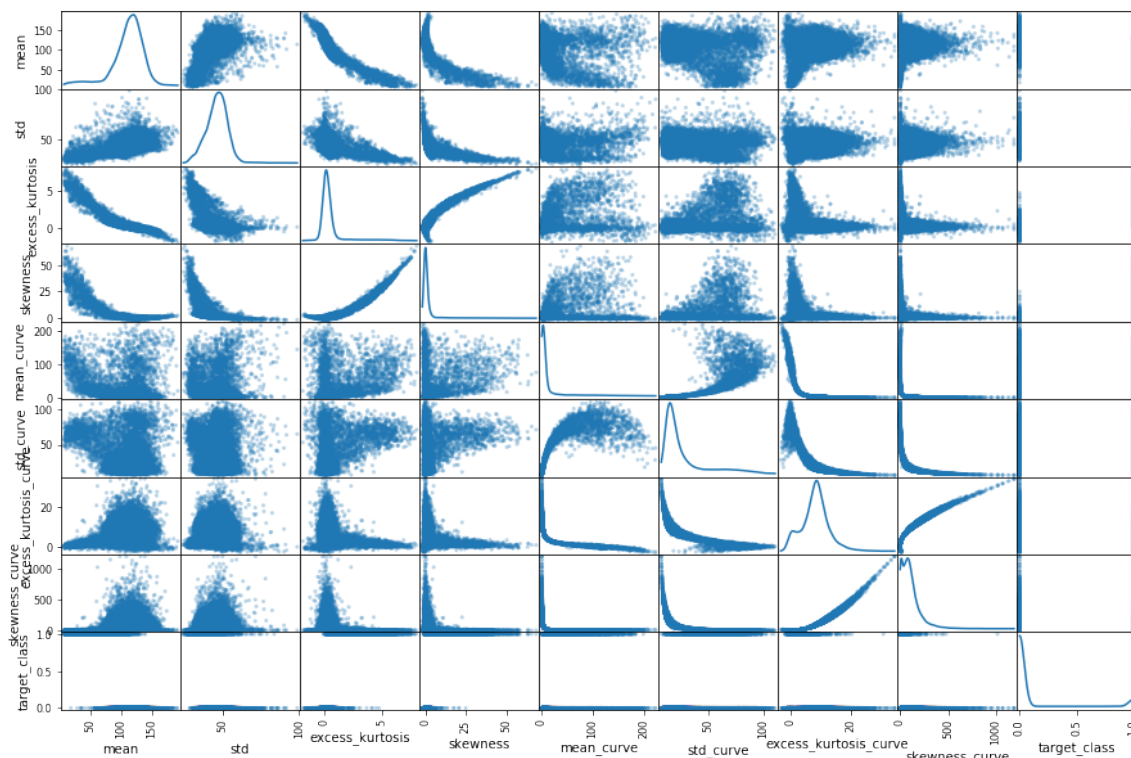 mean
150
100
50
std
100
50
excess_kurtosis
5
0
skewness
50
25
0
mean_curve
200
100
0
std_curve
100
50
excess_kurtosis_curve
20
0
skewness_curve
1000
500
0
target_class
1.0
0.5
0.0
50 100 150 50 100 0 5 0 25 50 0 100 200 50 100 0 20 0 500 1000 0.0 0.5 1.0
mean std excess_kurtosis skewness mean_curve std_curve excess_kurtosis_curve skewness_curve target_class